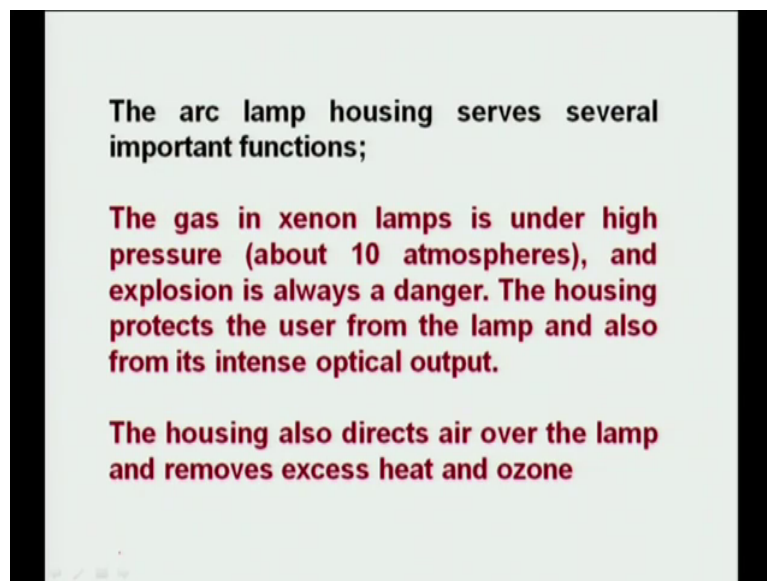 The arc lamp housing serves several
important functions;
The gas in xenon lamps is under high
pressure (about 10 atmospheres), and
explosion is always a danger. The housing
protects the user from the lamp and also
from its intense optical output.
The housing also directs air over the lamp
and removes excess heat and ozone